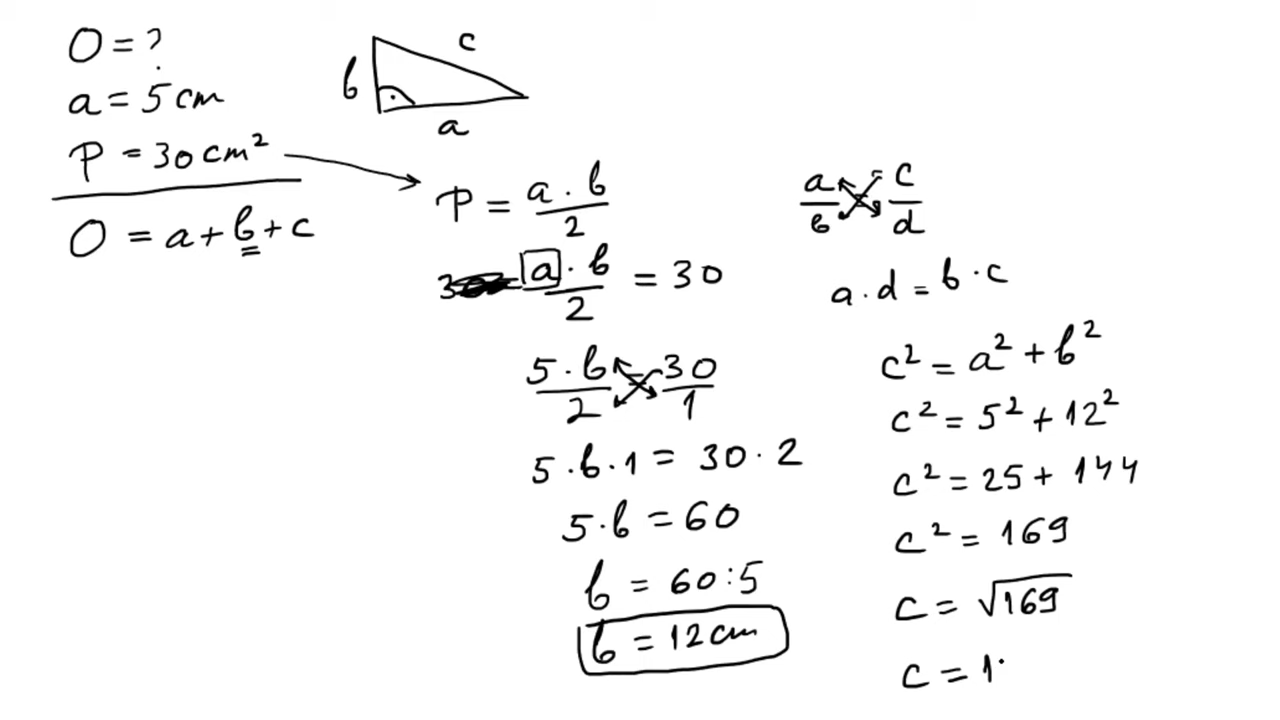 O = ?
a = 5 cm
P = 30 cm²
O = a + b + c
b
c
a
P = a · b / 2
a · b / 2 = 30
5 · b / 2 = 30 / 1
5 · b · 1 = 30 · 2
5 · b = 60
b = 60 : 5
b = 12 cm
a / b = c / d
a · d = b · c
c² = a² + b²
c² = 5² + 12²
c² = 25 + 144
c² = 169
c = √169
c = 1